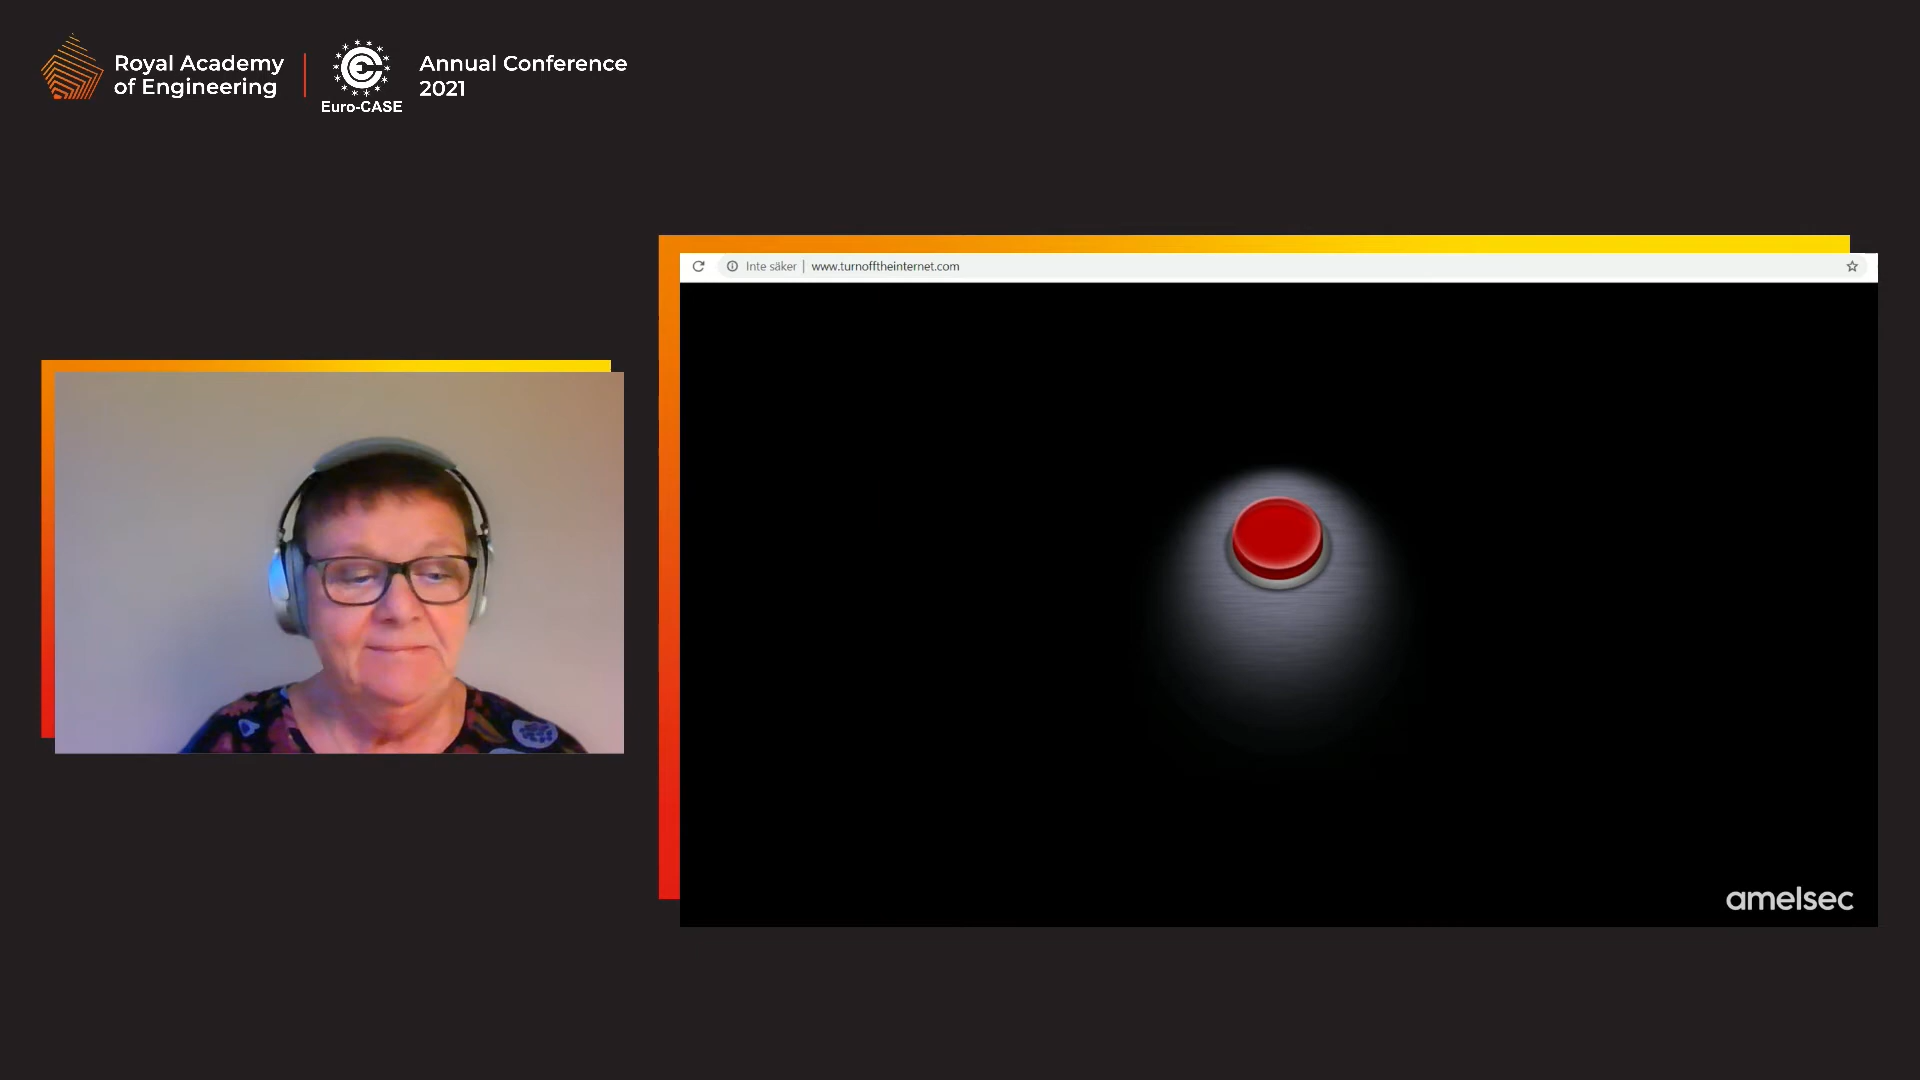 Royal Academy
of Engineering
Euro-CASE
Annual Conference
2021
Inte säker | www.turnofftheinternet.com
amelsec